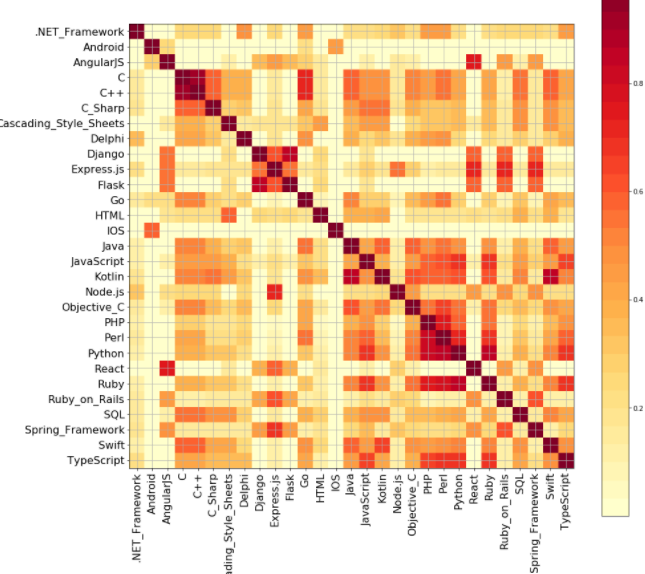 .NET_Framework
Android
AngularJS
C
C++
C_Sharp
Cascading_Style_Sheets
Delphi
Django
Express.js
Flask
Go
HTML
IOS
Java
JavaScript
Kotlin
Node.js
Objective_C
PHP
Perl
Python
React
Ruby
Ruby_on_Rails
SQL
Spring_Framework
Swift
TypeScript
.NET_Framework
Android
AngularJS
C
C++
C_Sharp
ading_Style_Sheets
Delphi
Django
Express.js
Flask
Go
HTML
IOS
Java
JavaScript
Kotlin
Node.js
Objective_C
PHP
Perl
Python
React
Ruby
Ruby_on_Rails
SQL
Spring_Framework
Swift
TypeScript
0.8
0.6
0.4
0.2